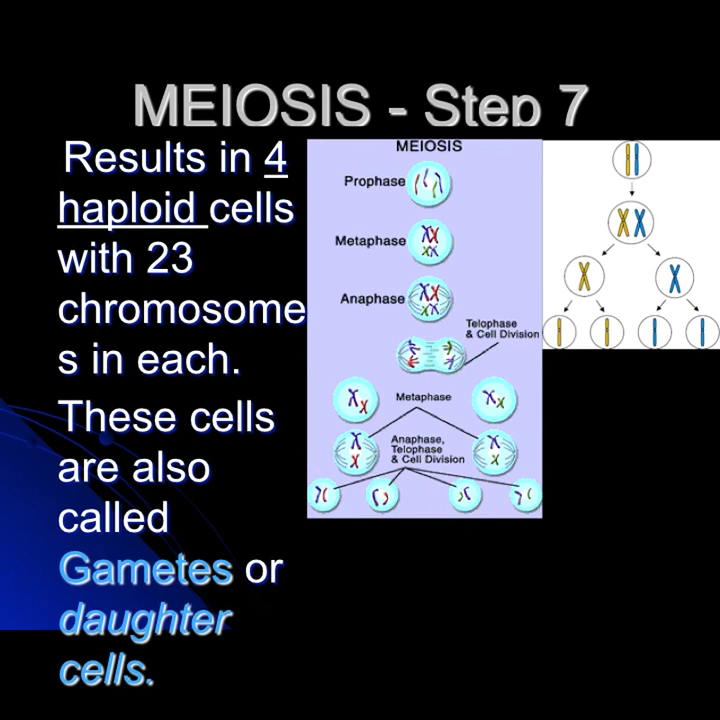 MEIOSIS - Step 7
Results in 4
haploid cells
with 23
chromosome
s in each.
These cells
are also
called
Gametes or
daughter
cells.
MEIOSIS
Prophase
Metaphase
Anaphase
Telophase
& Cell Division
Metaphase
Anaphase,
Telophase
& Cell Division